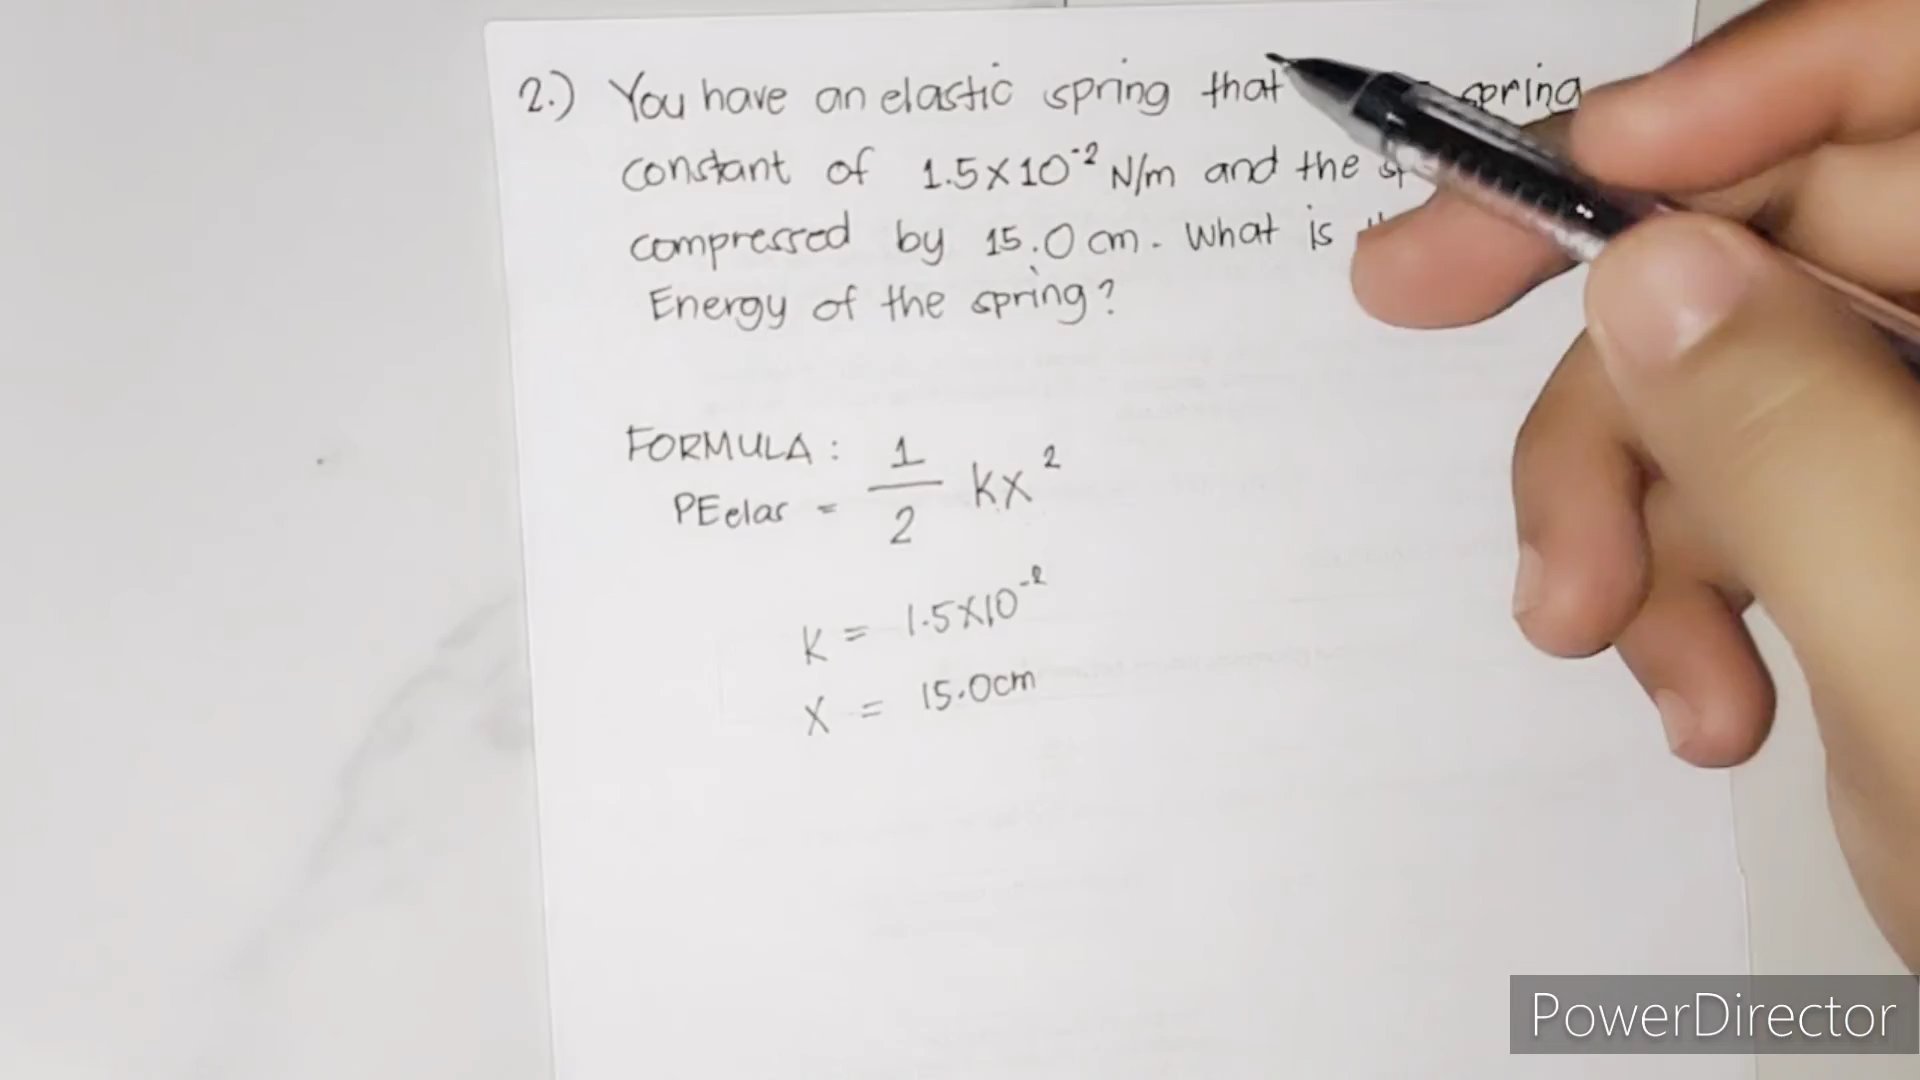 2.) You have an elastic spring that spring
constant of 1.5x10⁻² N/m and the
compressed by 15.0 cm. What is
Energy of the spring?
FORMULA:
PEelas = 1/2 kx²
K = 1.5x10⁻²
X = 15.0cm
PowerDirector